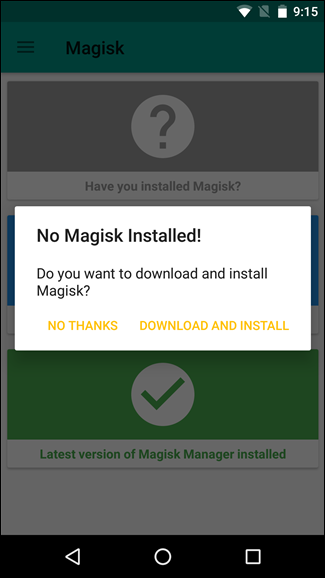 9:15
Magisk
Have you installed Magisk?
No Magisk Installed!
Do you want to download and install
Magisk?
NO THANKS DOWNLOAD AND INSTALL
Latest version of Magisk Manager installed